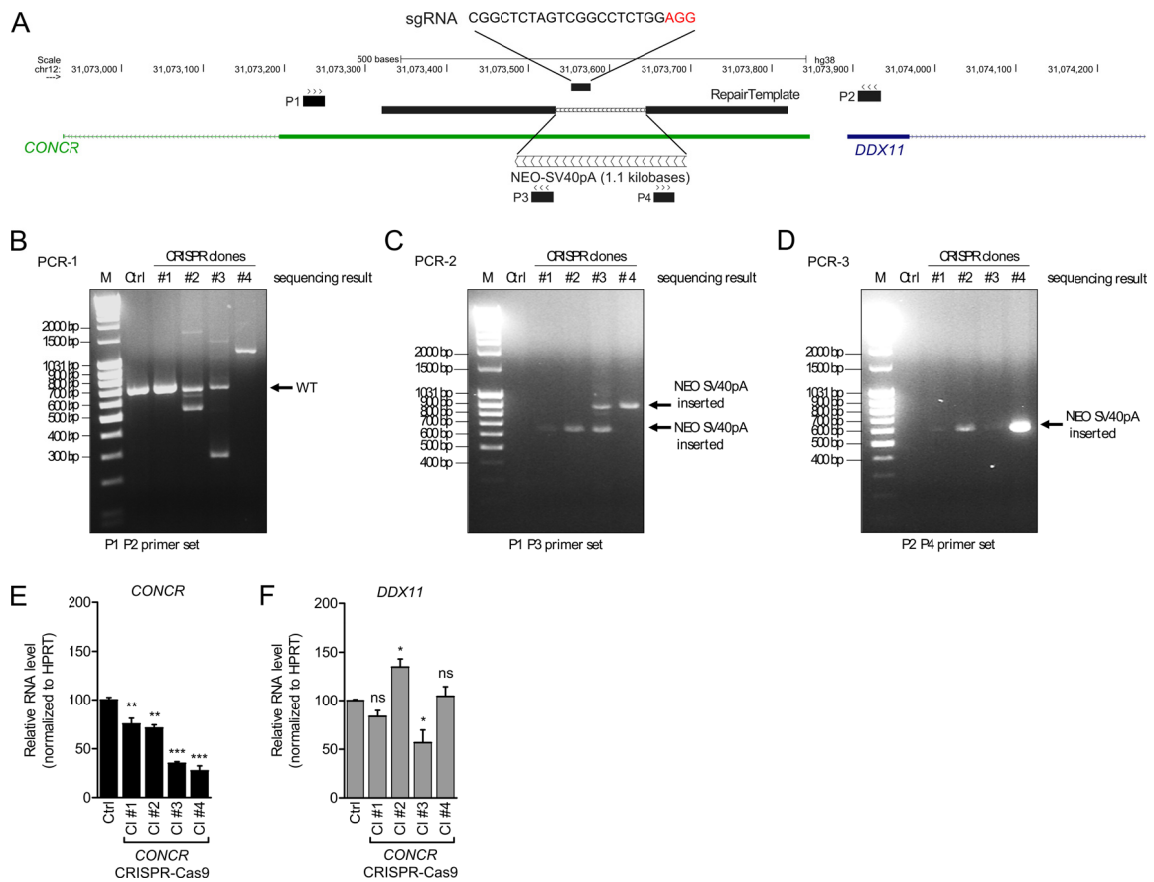 A
sgRNA CGGCTCTAGTCGGCCTCTGGAGG
Scale 500 bases hg38
chr12: 31,073,000 31,073,100 31,073,200 31,073,300 31,073,400 31,073,500 31,073,600 31,073,700 31,073,800 31,073,900 31,074,000 31,074,100 31,074,200
--->
P1 >>> RepairTemplate P2 <<<
CONCR DDX11
NEO-SV40pA (1.1 kilobases)
P3 <<< P4 >>>
B
PCR-1
CRISPR clones
M Ctrl #1 #2 #3 #4 sequencing result
2000 bp
1500 bp
1031 bp
900 bp
800 bp
700 bp
600 bp
500 bp
400 bp
300 bp
WT
P1 P2 primer set
C
PCR-2
CRISPR clones
M Ctrl #1 #2 #3 #4 sequencing result
2000 bp
1500 bp
1031 bp
900 bp
800 bp
700 bp
600 bp
500 bp
400 bp
NEO SV40pA
inserted
NEO SV40pA
inserted
P1 P3 primer set
D
PCR-3
CRISPR clones
M Ctrl #1 #2 #3 #4 sequencing result
2000 bp
1500 bp
1031 bp
900 bp
800 bp
700 bp
600 bp
500 bp
400 bp
NEO SV40pA
inserted
P2 P4 primer set
E
CONCR
Relative RNA level
(normalized to HPRT)
200
150
100
50
0
** ** *** ***
Ctrl Cl #1 Cl #2 Cl #3 Cl #4
CONCR
CRISPR-Cas9
F
DDX11
Relative RNA level
(normalized to HPRT)
200
150
100
50
0
ns * * ns
Ctrl Cl #1 Cl #2 Cl #3 Cl #4
CONCR
CRISPR-Cas9